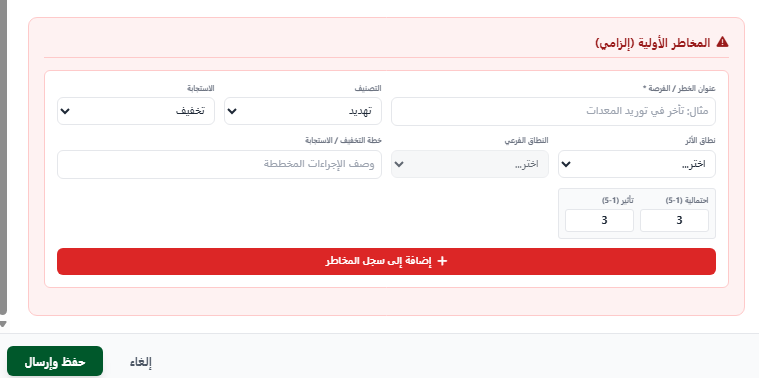 المخاطر الأولية (إلزامي)
عنوان الخطر / الفرصة *
التصنيف
الاستجابة
مثال: تأخر في توريد المعدات
تهديد
تخفيف
نطاق الأثر
النطاق الفرعي
خطة التخفيف / الاستجابة
اختر...
اختر...
وصف الإجراءات المخططة
احتمالية (1-5)
تأثير (1-5)
3
3
+ إضافة إلى سجل المخاطر
إلغاء
حفظ وإرسال